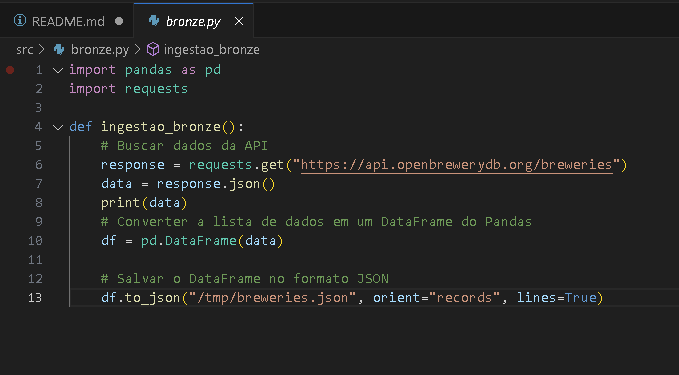 README.md
bronze.py
src > bronze.py > ingestao_bronze
1 import pandas as pd
2 import requests
3
4 def ingestao_bronze():
5 # Buscar dados da API
6 response = requests.get("https://api.openbrewerydb.org/breweries")
7 data = response.json()
8 print(data)
9 # Converter a lista de dados em um DataFrame do Pandas
10 df = pd.DataFrame(data)
11
12 # Salvar o DataFrame no formato JSON
13 df.to_json("/tmp/breweries.json", orient="records", lines=True)